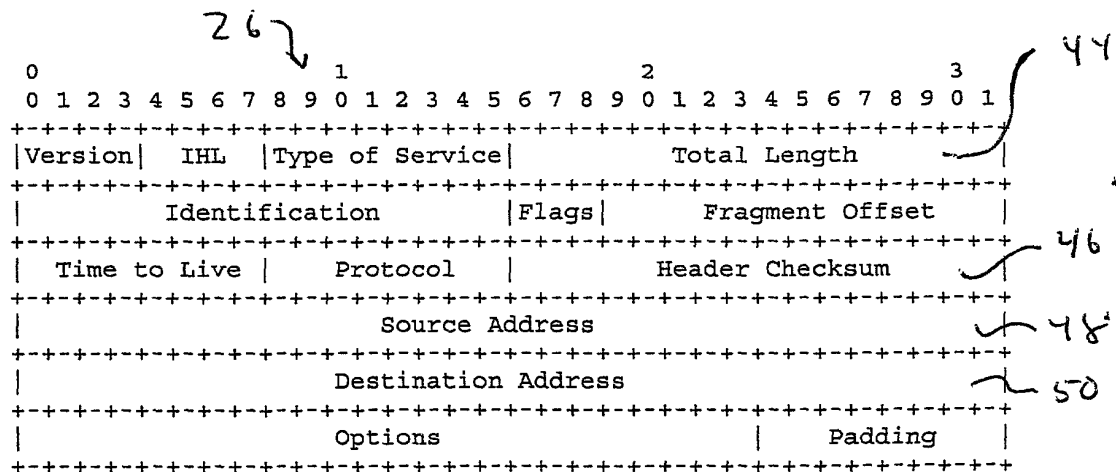 26
0 1 2 3
0 1 2 3 4 5 6 7 8 9 0 1 2 3 4 5 6 7 8 9 0 1 2 3 4 5 6 7 8 9 0 1
44
+-+-+-+-+-+-+-+-+-+-+-+-+-+-+-+-+-+-+-+-+-+-+-+-+-+-+-+-+-+-+-+-+
|Version| IHL |Type of Service| Total Length |
+-+-+-+-+-+-+-+-+-+-+-+-+-+-+-+-+-+-+-+-+-+-+-+-+-+-+-+-+-+-+-+-+
| Identification |Flags| Fragment Offset |
+-+-+-+-+-+-+-+-+-+-+-+-+-+-+-+-+-+-+-+-+-+-+-+-+-+-+-+-+-+-+-+-+
| Time to Live | Protocol | Header Checksum | 46
+-+-+-+-+-+-+-+-+-+-+-+-+-+-+-+-+-+-+-+-+-+-+-+-+-+-+-+-+-+-+-+-+
| Source Address | 48
+-+-+-+-+-+-+-+-+-+-+-+-+-+-+-+-+-+-+-+-+-+-+-+-+-+-+-+-+-+-+-+-+
| Destination Address | 50
+-+-+-+-+-+-+-+-+-+-+-+-+-+-+-+-+-+-+-+-+-+-+-+-+-+-+-+-+-+-+-+-+
| Options | Padding |
+-+-+-+-+-+-+-+-+-+-+-+-+-+-+-+-+-+-+-+-+-+-+-+-+-+-+-+-+-+-+-+-+